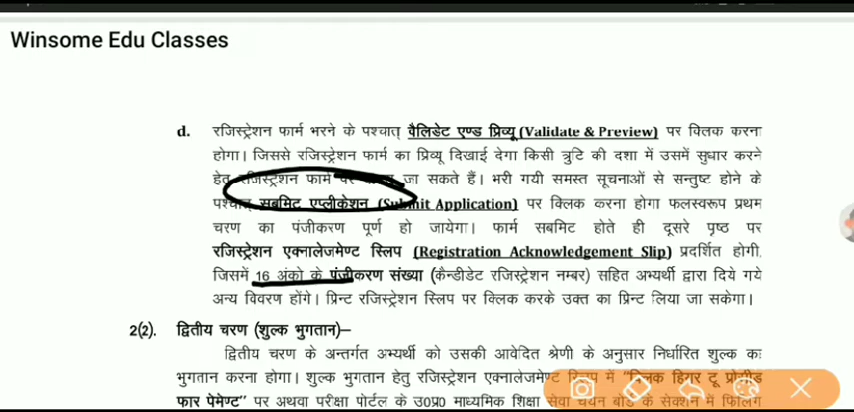 Winsome Edu Classes
d. रजिस्ट्रेशन फार्म भरने के पश्चात् वैलिडेट एण्ड प्रिव्यू (Validate & Preview) पर क्लिक करना
होगा। जिससे रजिस्ट्रेशन फार्म का प्रिव्यू दिखाई देगा किसी त्रुटि की दशा में उसमें सुधार करने
हेतु रजिस्ट्रेशन फार्म पर जा सकते हैं। भरी गयी समस्त सूचनाओं से सन्तुष्ट होने के
पश्चात् सबमिट एप्लीकेशन (Submit Application) पर क्लिक करना होगा फलस्वरूप प्रथम
चरण का पंजीकरण पूर्ण हो जायेगा। फार्म सबमिट होते ही दूसरे पृष्ठ पर
रजिस्ट्रेशन एक्नालेजमेण्ट स्लिप (Registration Acknowledgement Slip) प्रदर्शित होगी,
जिसमें 16 अंको के पंजीकरण संख्या (कैन्डीडेट रजिस्ट्रेशन नम्बर) सहित अभ्यर्थी द्वारा दिये गये
अन्य विवरण होंगे। प्रिन्ट रजिस्ट्रेशन स्लिप पर क्लिक करके उक्त का प्रिन्ट लिया जा सकेगा।
2(2). द्वितीय चरण (शुल्क भुगतान)–
द्वितीय चरण के अन्तर्गत अभ्यर्थी को उसकी आवेदित श्रेणी के अनुसार निर्धारित शुल्क का
भुगतान करना होगा। शुल्क भुगतान हेतु रजिस्ट्रेशन एक्नालेजमेण्ट में "क्लिक हिगर टू प्रोसीड
फार पेमेण्ट" पर अथवा परीक्षा पोर्टल के उ0प्र0 माध्यमिक शिक्षा सेवा चयन बोर्ड के सेक्शन में फिलिंग